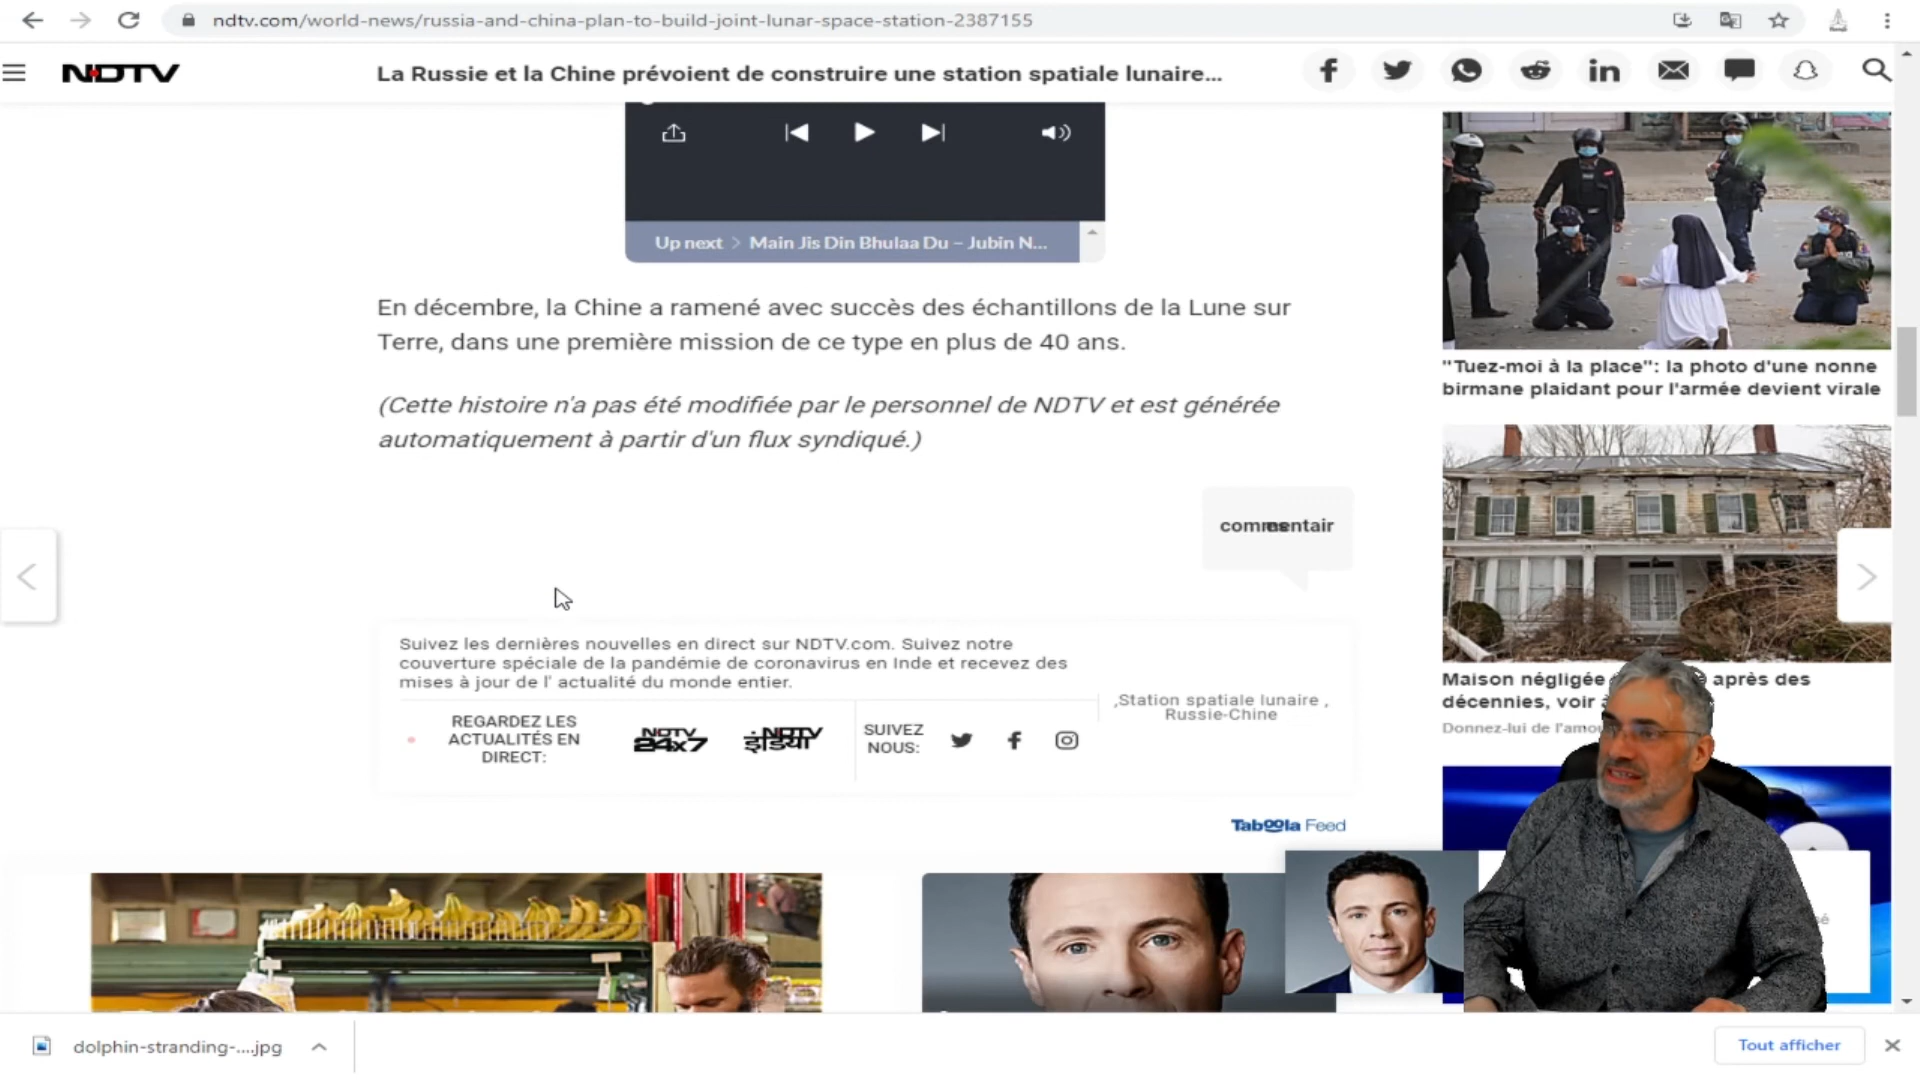 ndtv.com/world-news/russia-and-china-plan-to-build-joint-lunar-space-station-2387155
NDTV
La Russie et la Chine prévoient de construire une station spatiale lunaire...
Up next > Main Jis Din Bhulaa Du – Jubin N...
En décembre, la Chine a ramené avec succès des échantillons de la Lune sur
Terre, dans une première mission de ce type en plus de 40 ans.
(Cette histoire n'a pas été modifiée par le personnel de NDTV et est générée
automatiquement à partir d'un flux syndiqué.)
"Tuez-moi à la place": la photo d'une nonne
birmane plaidant pour l'armée devient virale
Maison négligée après des
décennies, voir
Donnez-lui de l'amo
Suivez les dernières nouvelles en direct sur NDTV.com. Suivez notre
couverture spéciale de la pandémie de coronavirus en Inde et recevez des
mises à jour de l' actualité du monde entier.
REGARDEZ LES
ACTUALITÉS EN
DIRECT:
NDTV
24x7
NDTV
इंडिया
SUIVEZ
NOUS:
,Station spatiale lunaire ,
Russie-Chine
Taboola Feed
dolphin-stranding-....jpg
Tout afficher